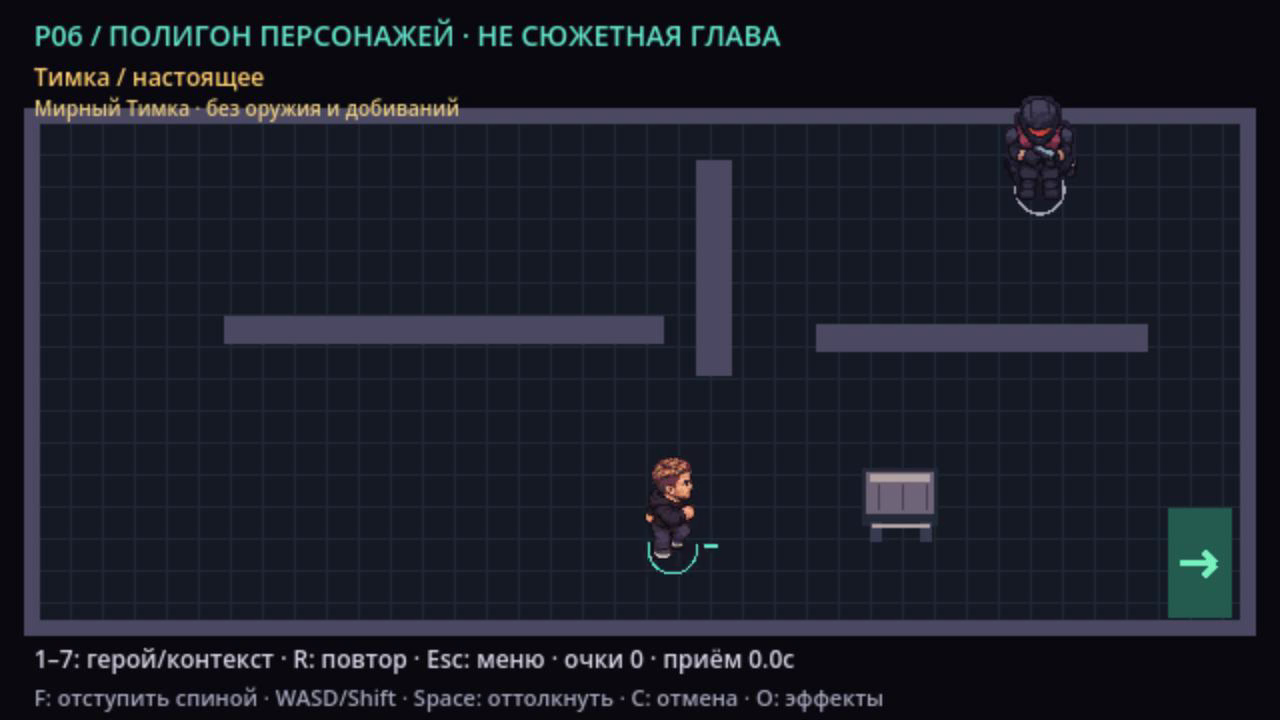 P06 / ПОЛИГОН ПЕРСОНАЖЕЙ · НЕ СЮЖЕТНАЯ ГЛАВА
Тимка / настоящее
Мирный Тимка · без оружия и добиваний
1–7: герой/контекст · R: повтор · Esc: меню · очки 0 · приём 0.0с
F: отступить спиной · WASD/Shift · Space: оттолкнуть · C: отмена · O: эффекты